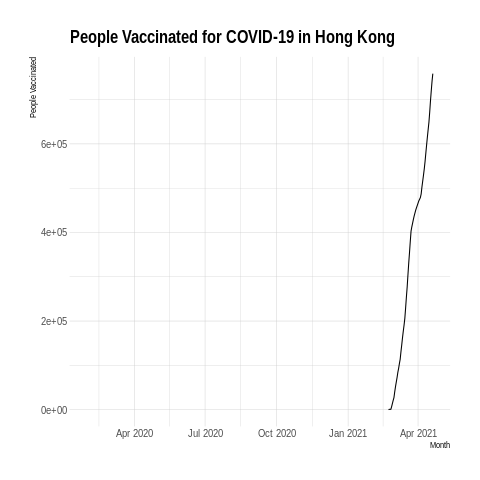 People Vaccinated for COVID-19 in Hong Kong
People Vaccinated
6e+05
4e+05
2e+05
0e+00
Apr 2020 Jul 2020 Oct 2020 Jan 2021 Apr 2021
Month